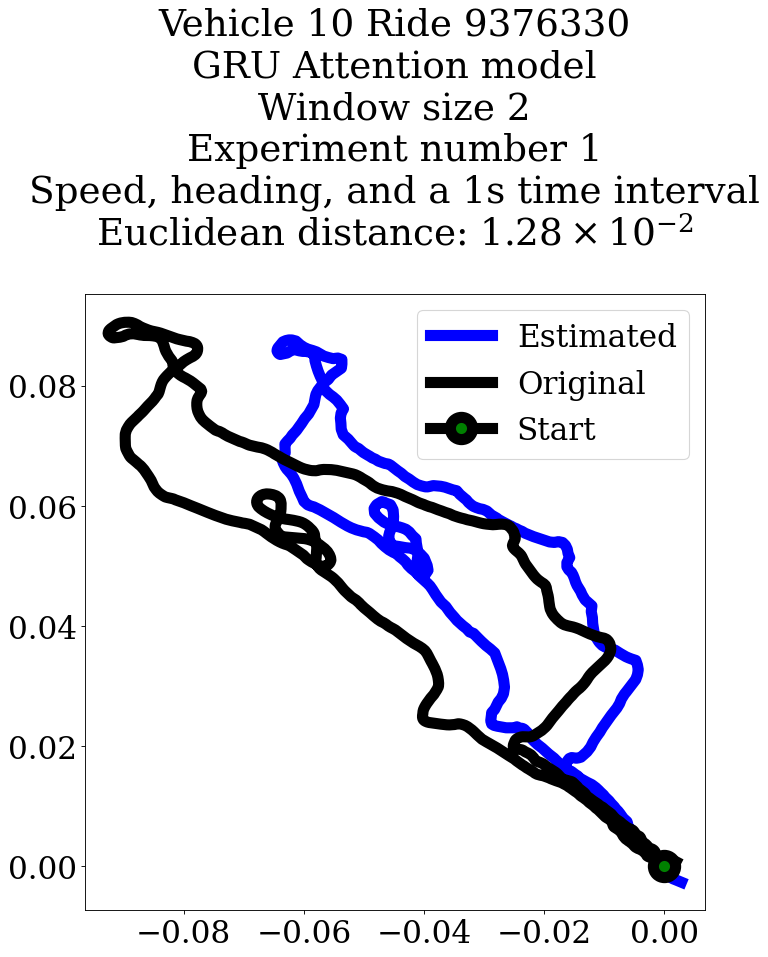 Vehicle 10 Ride 9376330
GRU Attention model
Window size 2
Experiment number 1
Speed, heading, and a 1s time interval
Euclidean distance: 1.28 × 10⁻²
Estimated
Original
Start
0.08
0.06
0.04
0.02
0.00
−0.08 −0.06 −0.04 −0.02 0.00